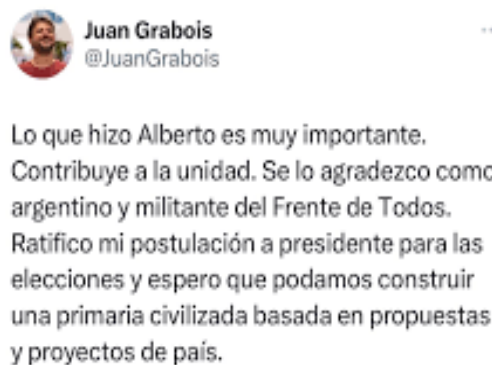 Juan Grabois
@JuanGrabois
Lo que hizo Alberto es muy importante.
Contribuye a la unidad. Se lo agradezco como
argentino y militante del Frente de Todos.
Ratifico mi postulación a presidente para las
elecciones y espero que podamos construir
una primaria civilizada basada en propuestas
y proyectos de país.